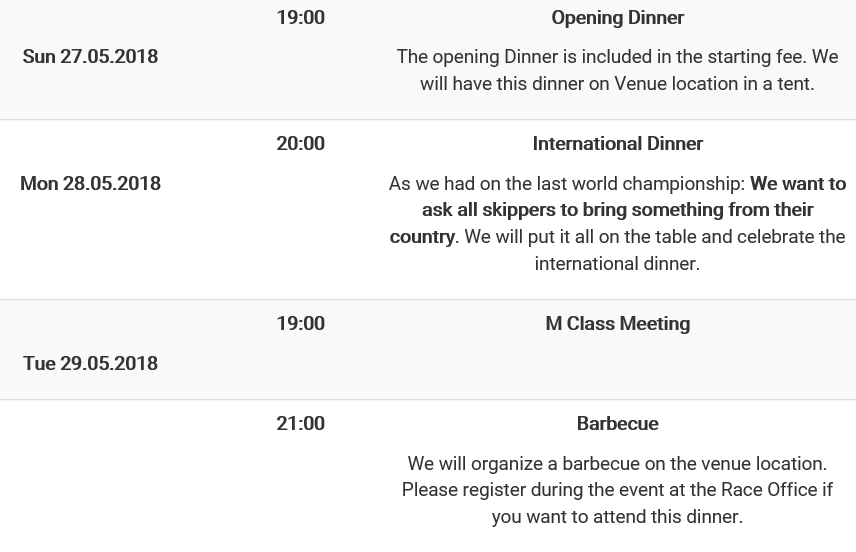 19:00 Opening Dinner
Sun 27.05.2018 The opening Dinner is included in the starting fee. We
will have this dinner on Venue location in a tent.
20:00 International Dinner
Mon 28.05.2018 As we had on the last world championship: We want to
ask all skippers to bring something from their
country. We will put it all on the table and celebrate the
international dinner.
19:00 M Class Meeting
Tue 29.05.2018
21:00 Barbecue
We will organize a barbecue on the venue location.
Please register during the event at the Race Office if
you want to attend this dinner.